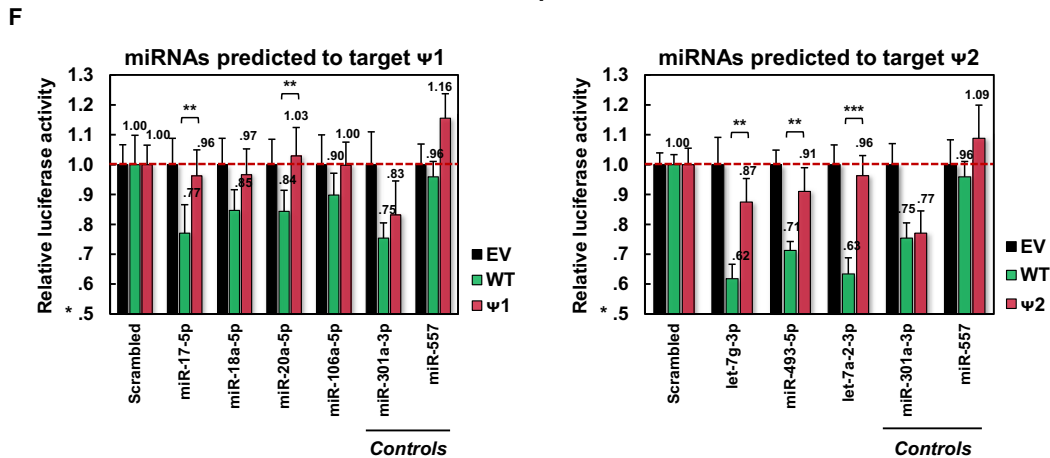 F
miRNAs predicted to target ψ1
Relative luciferase activity
1.3
1.2
1.1
1.0
.9
.8
.7
.6
* .5
1.00
1.00
**
.77
.96
.85
.97
**
.84
1.03
.90
1.00
.75
.83
.96
1.16
EV
WT
ψ1
Scrambled
miR-17-5p
miR-18a-5p
miR-20a-5p
miR-106a-5p
miR-301a-3p
miR-557
Controls
miRNAs predicted to target ψ2
Relative luciferase activity
1.3
1.2
1.1
1.0
.9
.8
.7
.6
* .5
1.00
**
.62
.87
**
.71
.91
***
.63
.96
.75
.77
.96
1.09
EV
WT
ψ2
Scrambled
let-7g-3p
miR-493-5p
let-7a-2-3p
miR-301a-3p
miR-557
Controls